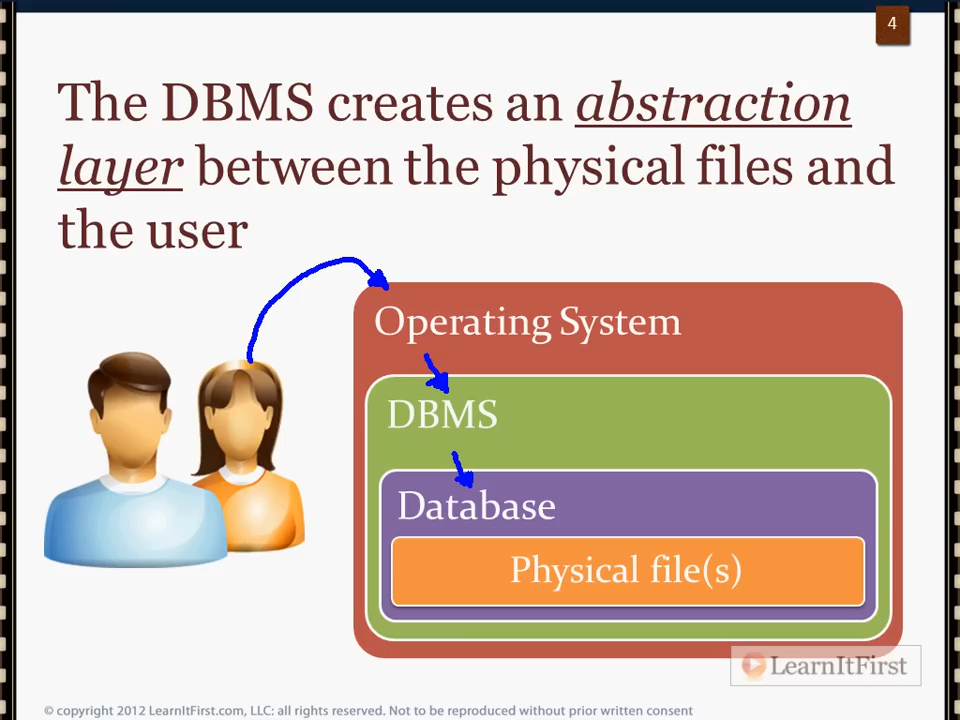 4
The DBMS creates an abstraction
layer between the physical files and
the user
Operating System
DBMS
Database
Physical file(s)
LearnItFirst
© copyright 2012 LearnItFirst.com, LLC: all rights reserved. Not to be reproduced without prior written consent